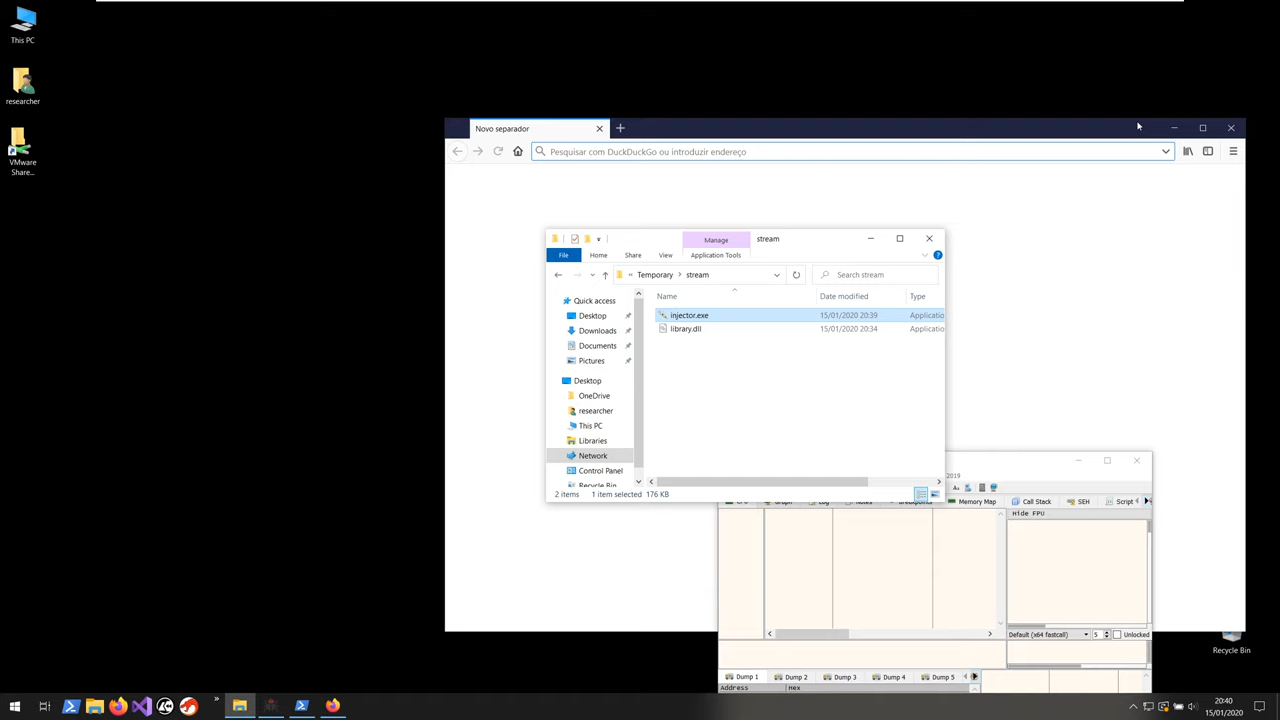 This PC
researcher
VMware
Share...
Novo separador
Pesquisar com DuckDuckGo ou introduzir endereço
Manage
stream
File
Home
Share
View
Application Tools
« Temporary > stream
Search stream
Name
Date modified
Type
Quick access
Desktop
Downloads
Documents
Pictures
Desktop
OneDrive
researcher
This PC
Libraries
Network
Control Panel
Recycle Bin
injector.exe
15/01/2020 20:39
Applicatio
library.dll
15/01/2020 20:34
Applicatio
2 items
1 item selected 176 KB
2019
Memory Map
Call Stack
SEH
Script
Hide FPU
Default (x64 fastcall)
5
Unlocked
Dump 1
Dump 2
Dump 3
Dump 4
Dump 5
Address
Hex
Recycle Bin
20:40
15/01/2020